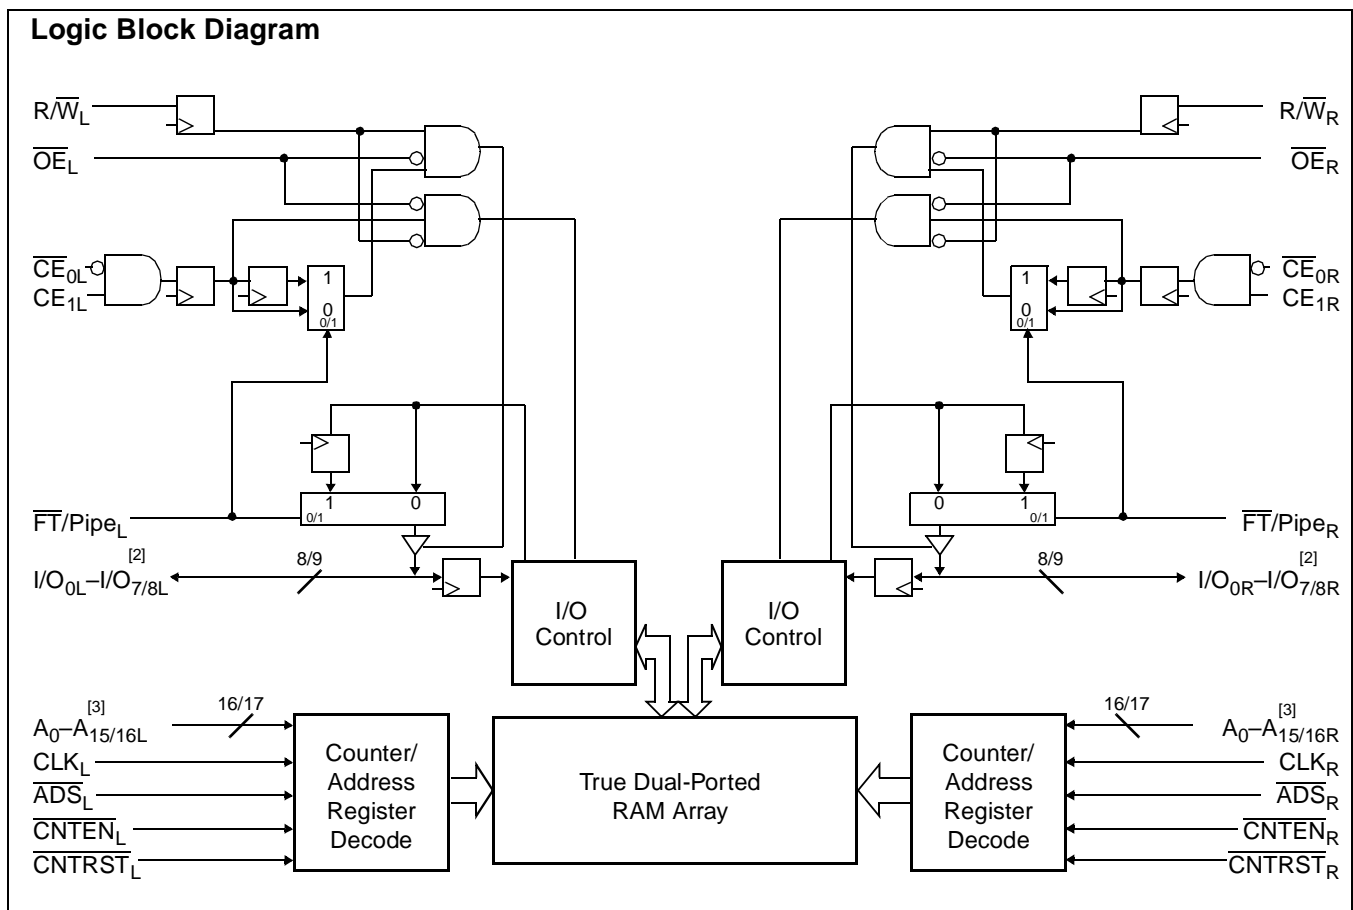 Logic Block Diagram
R/W̅L
R/W̅R
O̅E̅L
O̅E̅R
C̅E̅0L
CE1L
1
0
0/1
1
0
0/1
C̅E̅0R
CE1R
F̅T̅/PipeL
1
0
0/1
0
1
0/1
F̅T̅/PipeR
I/O0L–I/O7/8L [2]
8/9
8/9
I/O0R–I/O7/8R [2]
I/O
Control
I/O
Control
A0–A15/16L [3]
16/17
16/17
A0–A15/16R [3]
CLKL
CLKR
A̅D̅S̅L
A̅D̅S̅R
C̅N̅T̅E̅N̅L
C̅N̅T̅E̅N̅R
C̅N̅T̅R̅S̅T̅L
C̅N̅T̅R̅S̅T̅R
Counter/
Address
Register
Decode
True Dual-Ported
RAM Array
Counter/
Address
Register
Decode